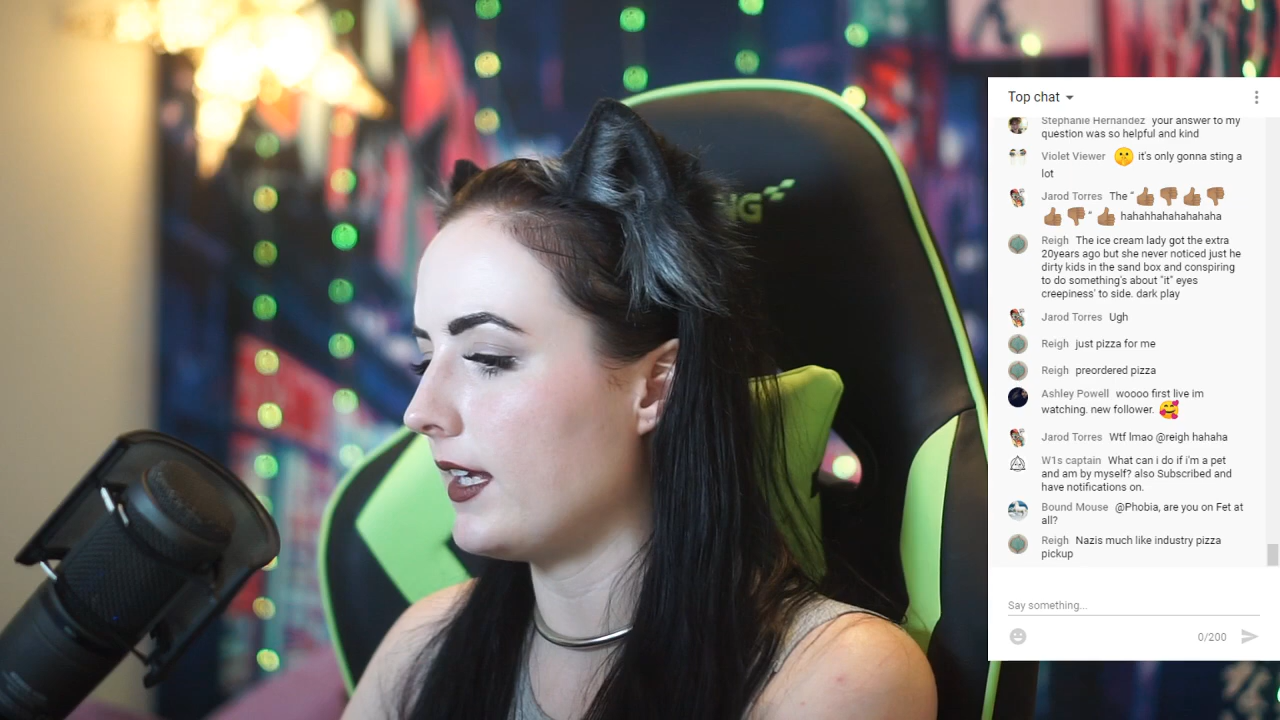 NG
Top chat
Stephanie Hernandez your answer to my
question was so helpful and kind
Violet Viewer 🤫 it's only gonna sting a
lot
Jarod Torres The “👍🏽👎🏽👍🏽👎🏽
👍🏽👎🏽“ 👍🏽 hahahhahahahahaha
Reigh The ice cream lady got the extra
20years ago but she never noticed just he
dirty kids in the sand box and conspiring
to do something's about "it" eyes
creepiness' to side. dark play
Jarod Torres Ugh
Reigh just pizza for me
Reigh preordered pizza
Ashley Powell woooo first live im
watching. new follower. 🥰
Jarod Torres Wtf lmao @reigh hahaha
W1s captain What can i do if i'm a pet
and am by myself? also Subscribed and
have notifications on.
Bound Mouse @Phobia, are you on Fet at
all?
Reigh Nazis much like industry pizza
pickup
Say something...
0/200